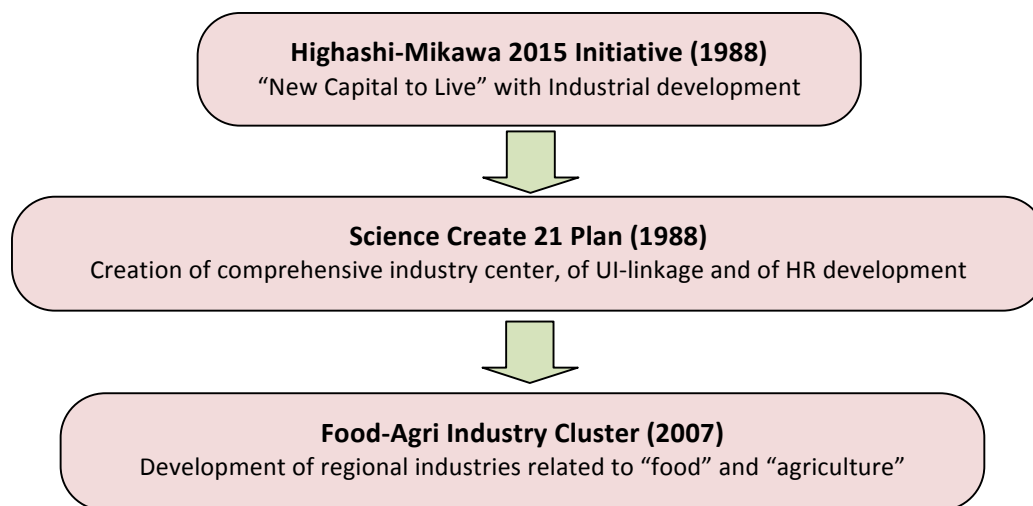 Highashi-Mikawa 2015 Initiative (1988)
“New Capital to Live” with Industrial development
Science Create 21 Plan (1988)
Creation of comprehensive industry center, of UI-linkage and of HR development
Food-Agri Industry Cluster (2007)
Development of regional industries related to “food” and “agriculture”